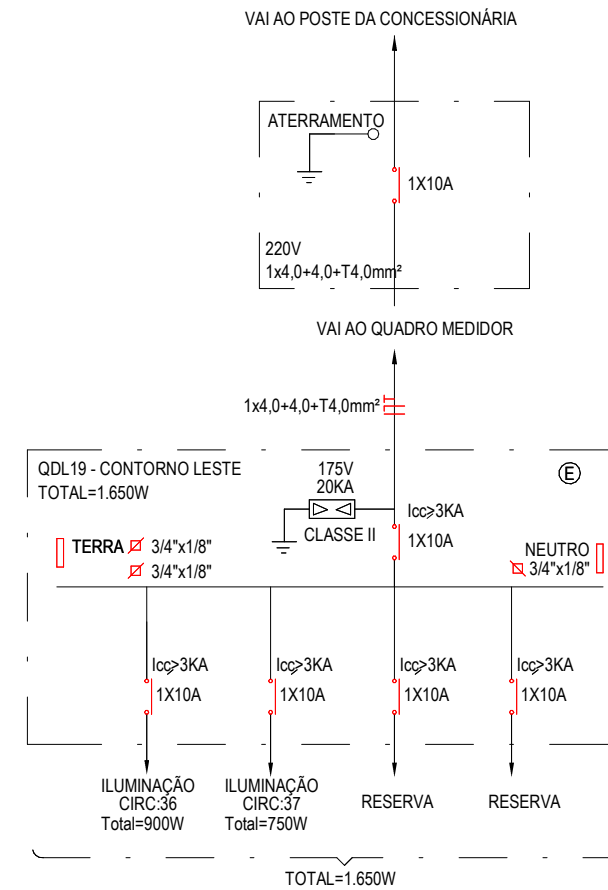 VAI AO POSTE DA CONCESSIONÁRIA
ATERRAMENTO
1X10A
220V
1x4,0+4,0+T4,0mm²
VAI AO QUADRO MEDIDOR
1x4,0+4,0+T4,0mm²
QDL19 - CONTORNO LESTE
TOTAL=1.650W
175V
20KA
CLASSE II
E
Icc≥3KA
1X10A
TERRA 3/4"x1/8"
3/4"x1/8"
NEUTRO
3/4"x1/8"
Icc>3KA
1X10A
Icc>3KA
1X10A
Icc>3KA
1X10A
Icc>3KA
1X10A
ILUMINAÇÃO
CIRC:36
Total=900W
ILUMINAÇÃO
CIRC:37
Total=750W
RESERVA
RESERVA
TOTAL=1.650W